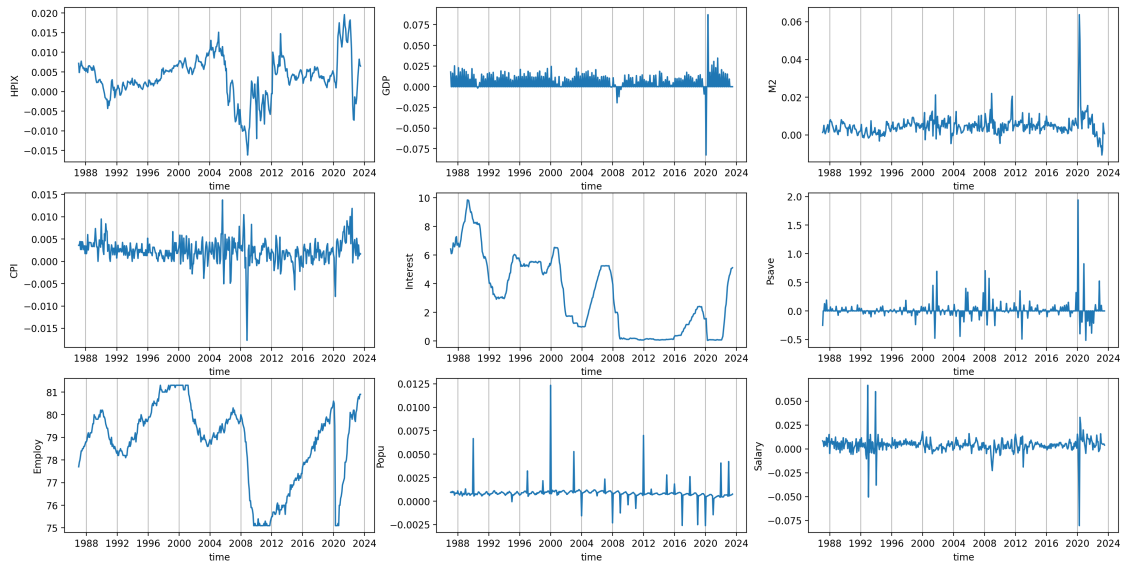 0.020
0.015
0.010
0.005
0.000
−0.005
−0.010
−0.015
HPIX
1988 1992 1996 2000 2004 2008 2012 2016 2020 2024
time
0.075
0.050
0.025
0.000
−0.025
−0.050
−0.075
GDP
1988 1992 1996 2000 2004 2008 2012 2016 2020 2024
time
0.06
0.04
0.02
0.00
M2
1988 1992 1996 2000 2004 2008 2012 2016 2020 2024
time
0.015
0.010
0.005
0.000
−0.005
−0.010
−0.015
CPI
1988 1992 1996 2000 2004 2008 2012 2016 2020 2024
time
10
8
6
4
2
0
Interest
1988 1992 1996 2000 2004 2008 2012 2016 2020 2024
time
2.0
1.5
1.0
0.5
0.0
−0.5
Psave
1988 1992 1996 2000 2004 2008 2012 2016 2020 2024
time
81
80
79
78
77
76
75
Employ
1988 1992 1996 2000 2004 2008 2012 2016 2020 2024
time
0.0125
0.0100
0.0075
0.0050
0.0025
0.0000
−0.0025
Popu
1988 1992 1996 2000 2004 2008 2012 2016 2020 2024
time
0.050
0.025
0.000
−0.025
−0.050
−0.075
Salary
1988 1992 1996 2000 2004 2008 2012 2016 2020 2024
time